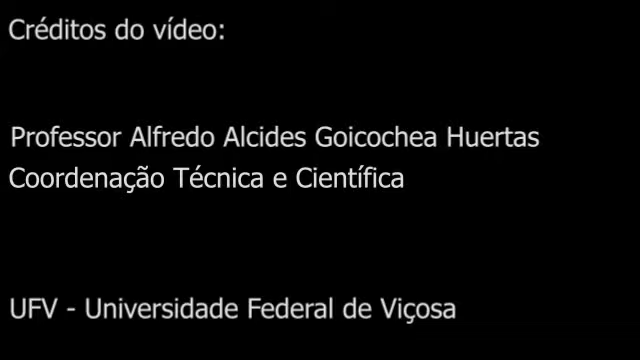 Créditos do vídeo:
Professor Alfredo Alcides Goicochea Huertas
Coordenação Técnica e Científica
UFV - Universidade Federal de Viçosa